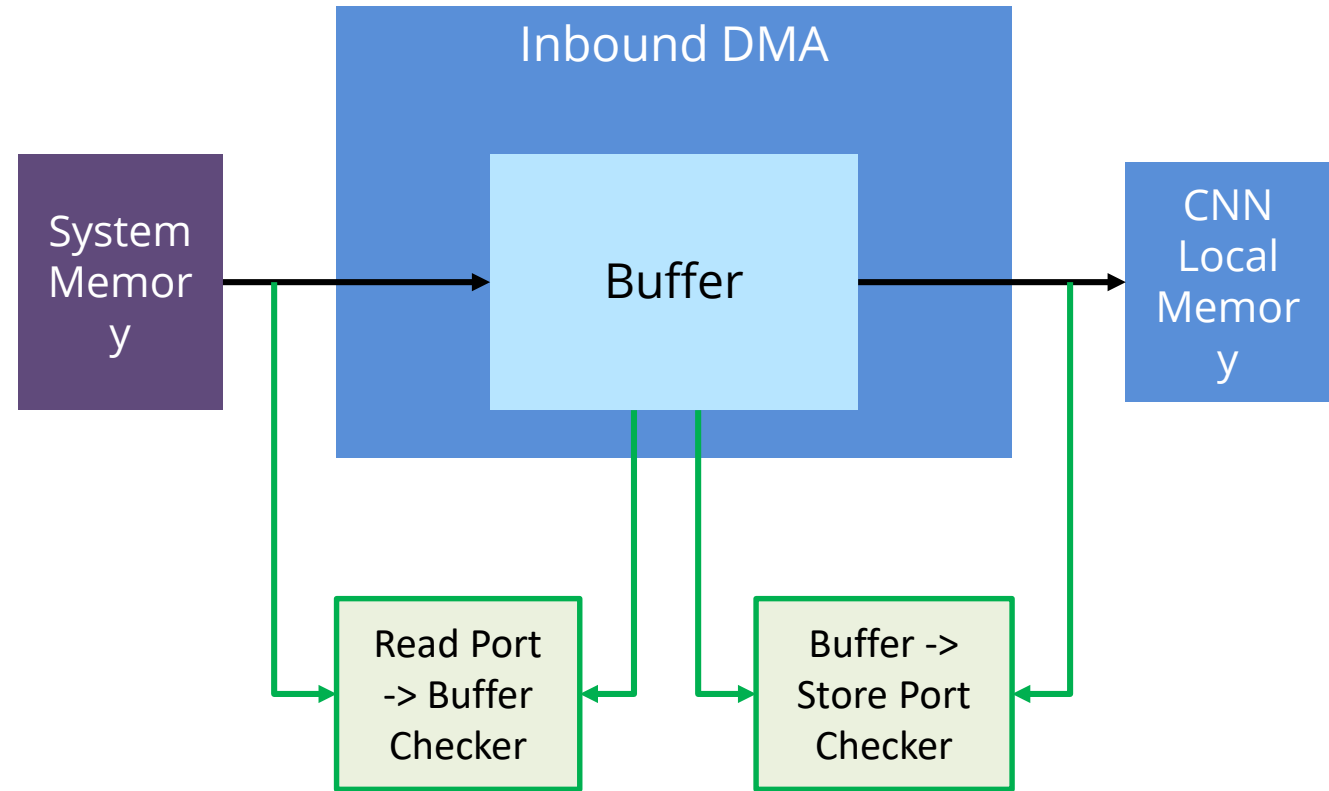 Inbound DMA
System
Memor
y
Buffer
CNN
Local
Memor
y
Read Port
-> Buffer
Checker
Buffer ->
Store Port
Checker